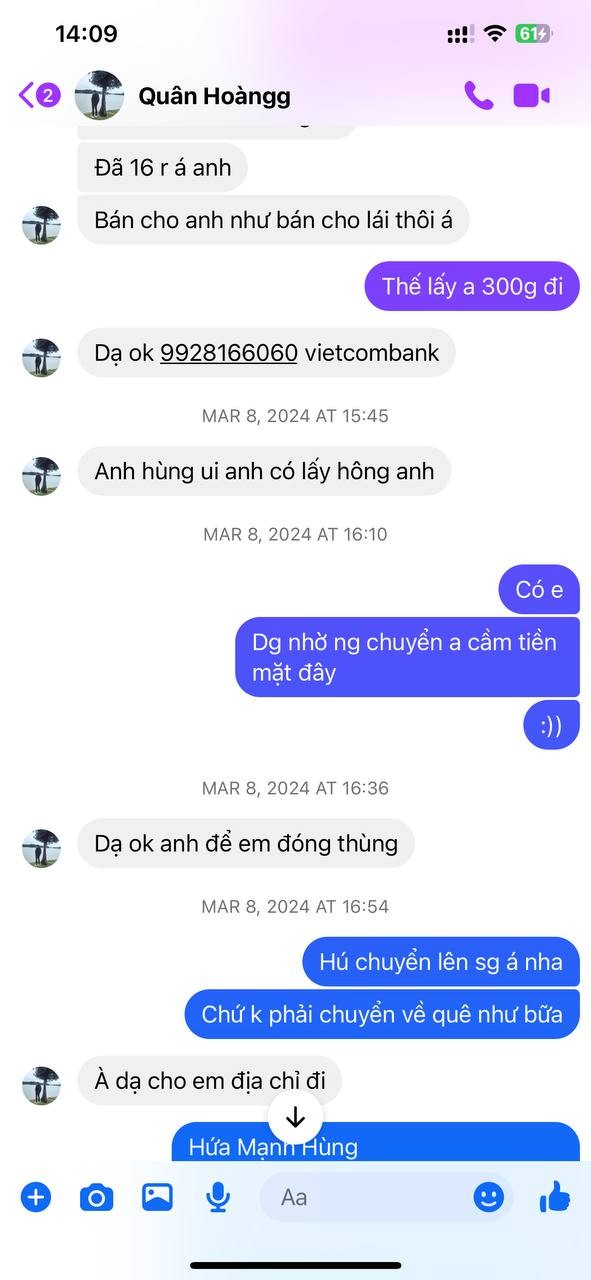 14:09
61
2
Quân Hoàngg
Đã 16 r á anh
Bán cho anh như bán cho lái thôi á
Thế lấy a 300g đi
Dạ ok 9928166060 vietcombank
MAR 8, 2024 AT 15:45
Anh hùng ui anh có lấy hông anh
MAR 8, 2024 AT 16:10
Có e
Dg nhờ ng chuyển a cầm tiền
mặt đây
:))
MAR 8, 2024 AT 16:36
Dạ ok anh để em đóng thùng
MAR 8, 2024 AT 16:54
Hú chuyển lên sg á nha
Chứ k phải chuyển về quê như bữa
À dạ cho em địa chỉ đi
Hứa Mạnh Hùng
Aa